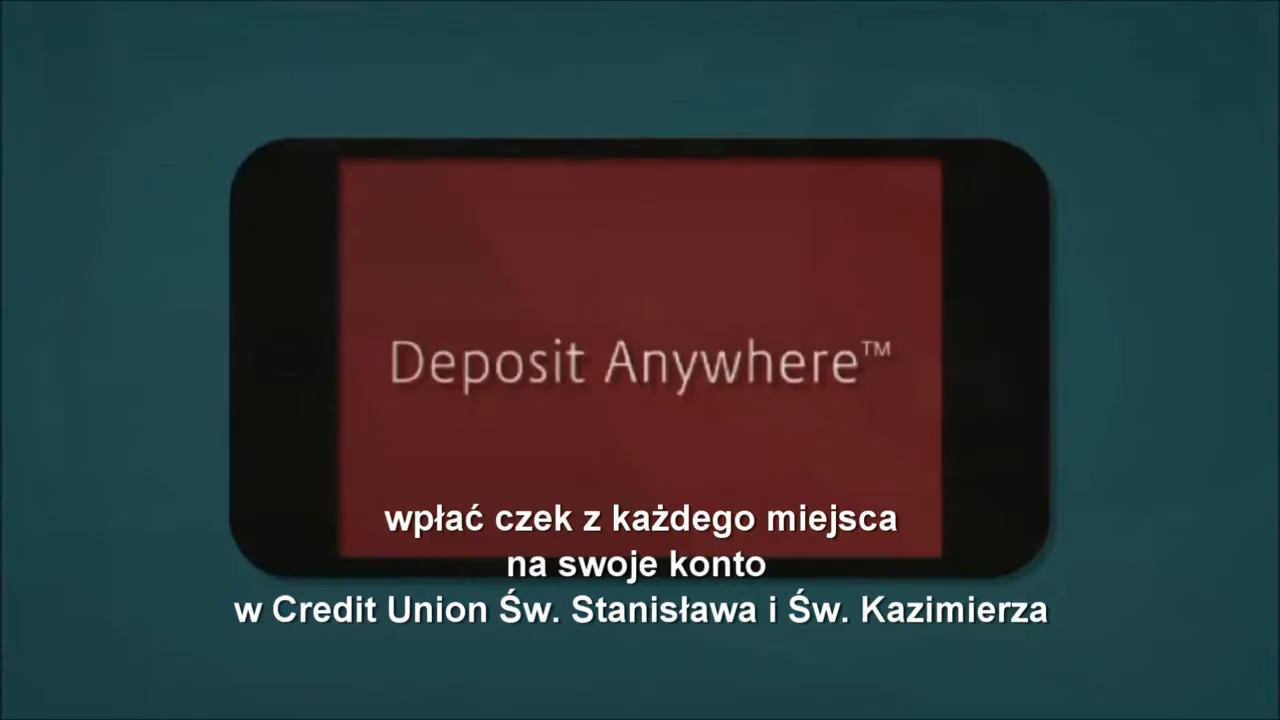 Deposit Anywhere™
wpłać czek z każdego miejsca
na swoje konto
w Credit Union Św. Stanisława i Św. Kazimierza